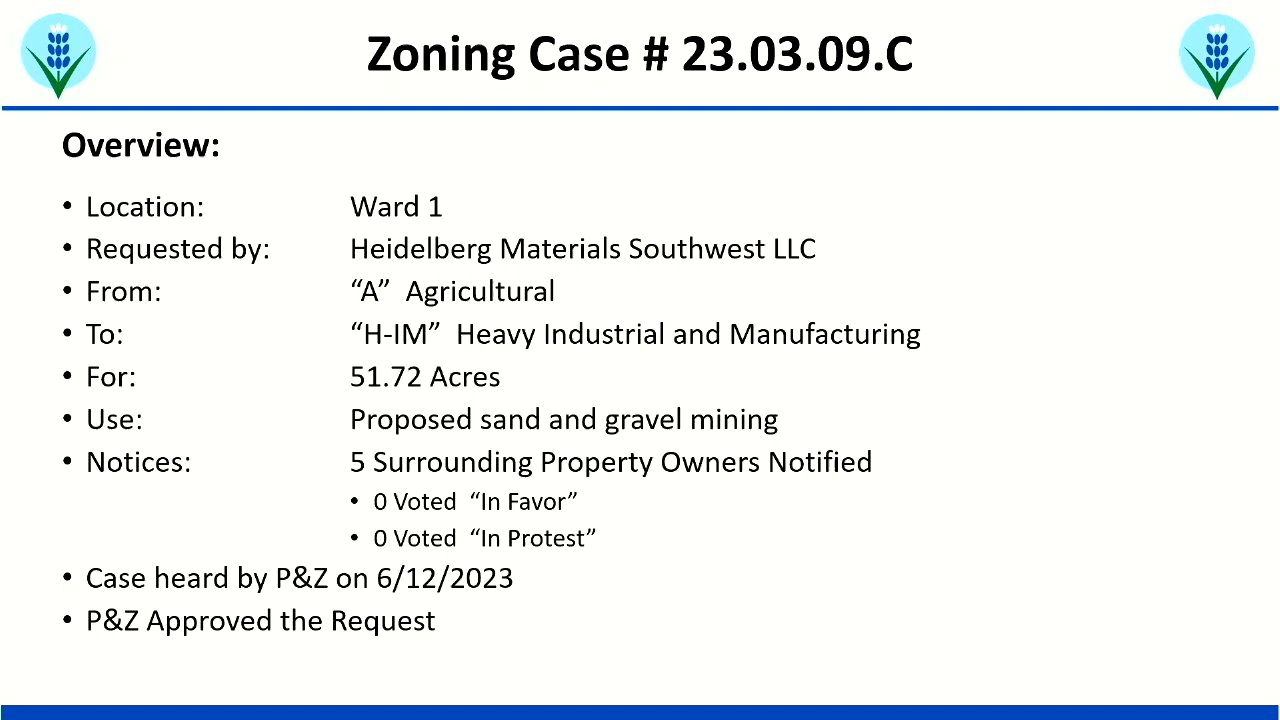 Zoning Case # 23.03.09.C
Overview:
• Location: Ward 1
• Requested by: Heidelberg Materials Southwest LLC
• From: “A” Agricultural
• To: “H-IM” Heavy Industrial and Manufacturing
• For: 51.72 Acres
• Use: Proposed sand and gravel mining
• Notices: 5 Surrounding Property Owners Notified
• 0 Voted “In Favor”
• 0 Voted “In Protest”
• Case heard by P&Z on 6/12/2023
• P&Z Approved the Request